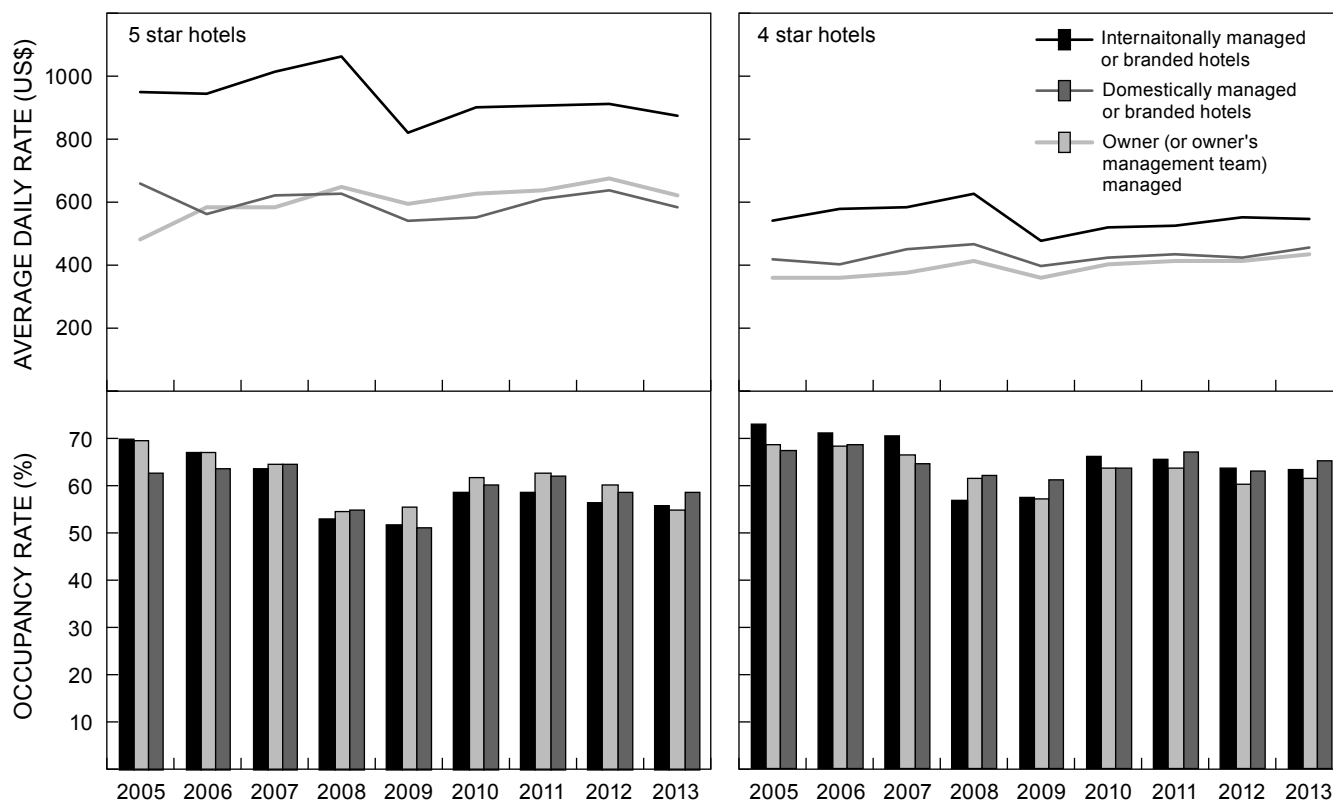 5 star hotels
4 star hotels
Internaitonally managed
or branded hotels
Domestically managed
or branded hotels
Owner (or owner's
management team)
managed
AVERAGE DAILY RATE (US$)
1000
800
600
400
200
OCCUPANCY RATE (%)
70
60
50
40
30
20
10
2005 2006 2007 2008 2009 2010 2011 2012 2013
2005 2006 2007 2008 2009 2010 2011 2012 2013